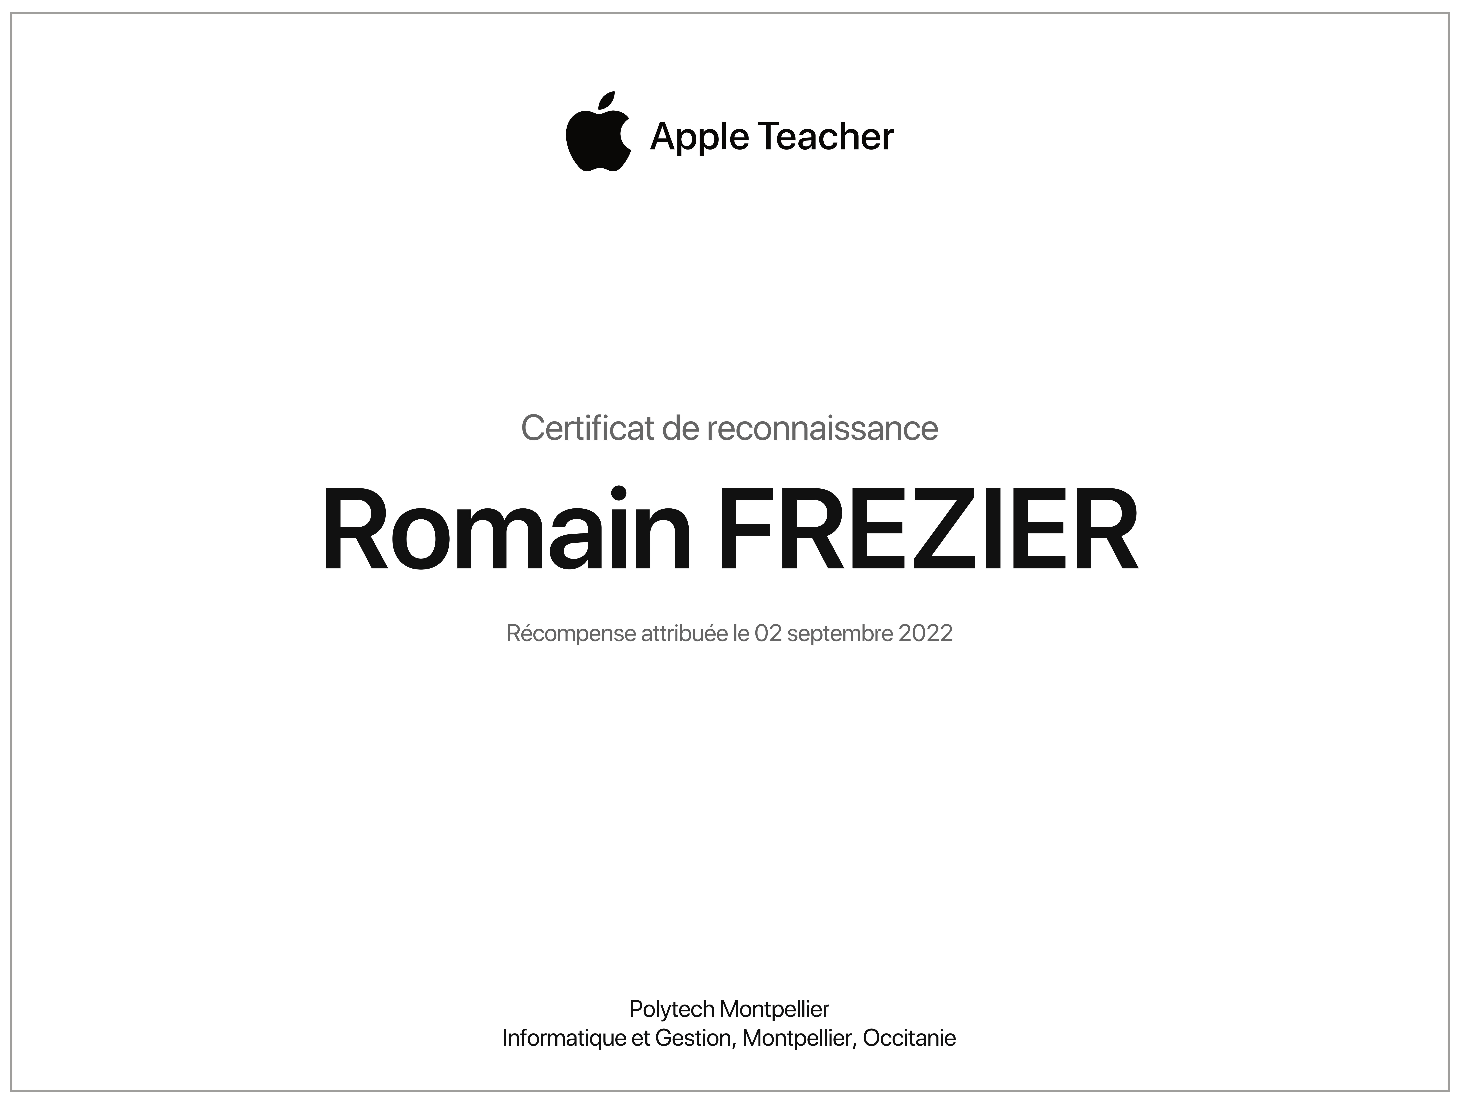 Apple Teacher
Certificat de reconnaissance
Romain FREZIER
Récompense attribuée le 02 septembre 2022
Polytech Montpellier
Informatique et Gestion, Montpellier, Occitanie